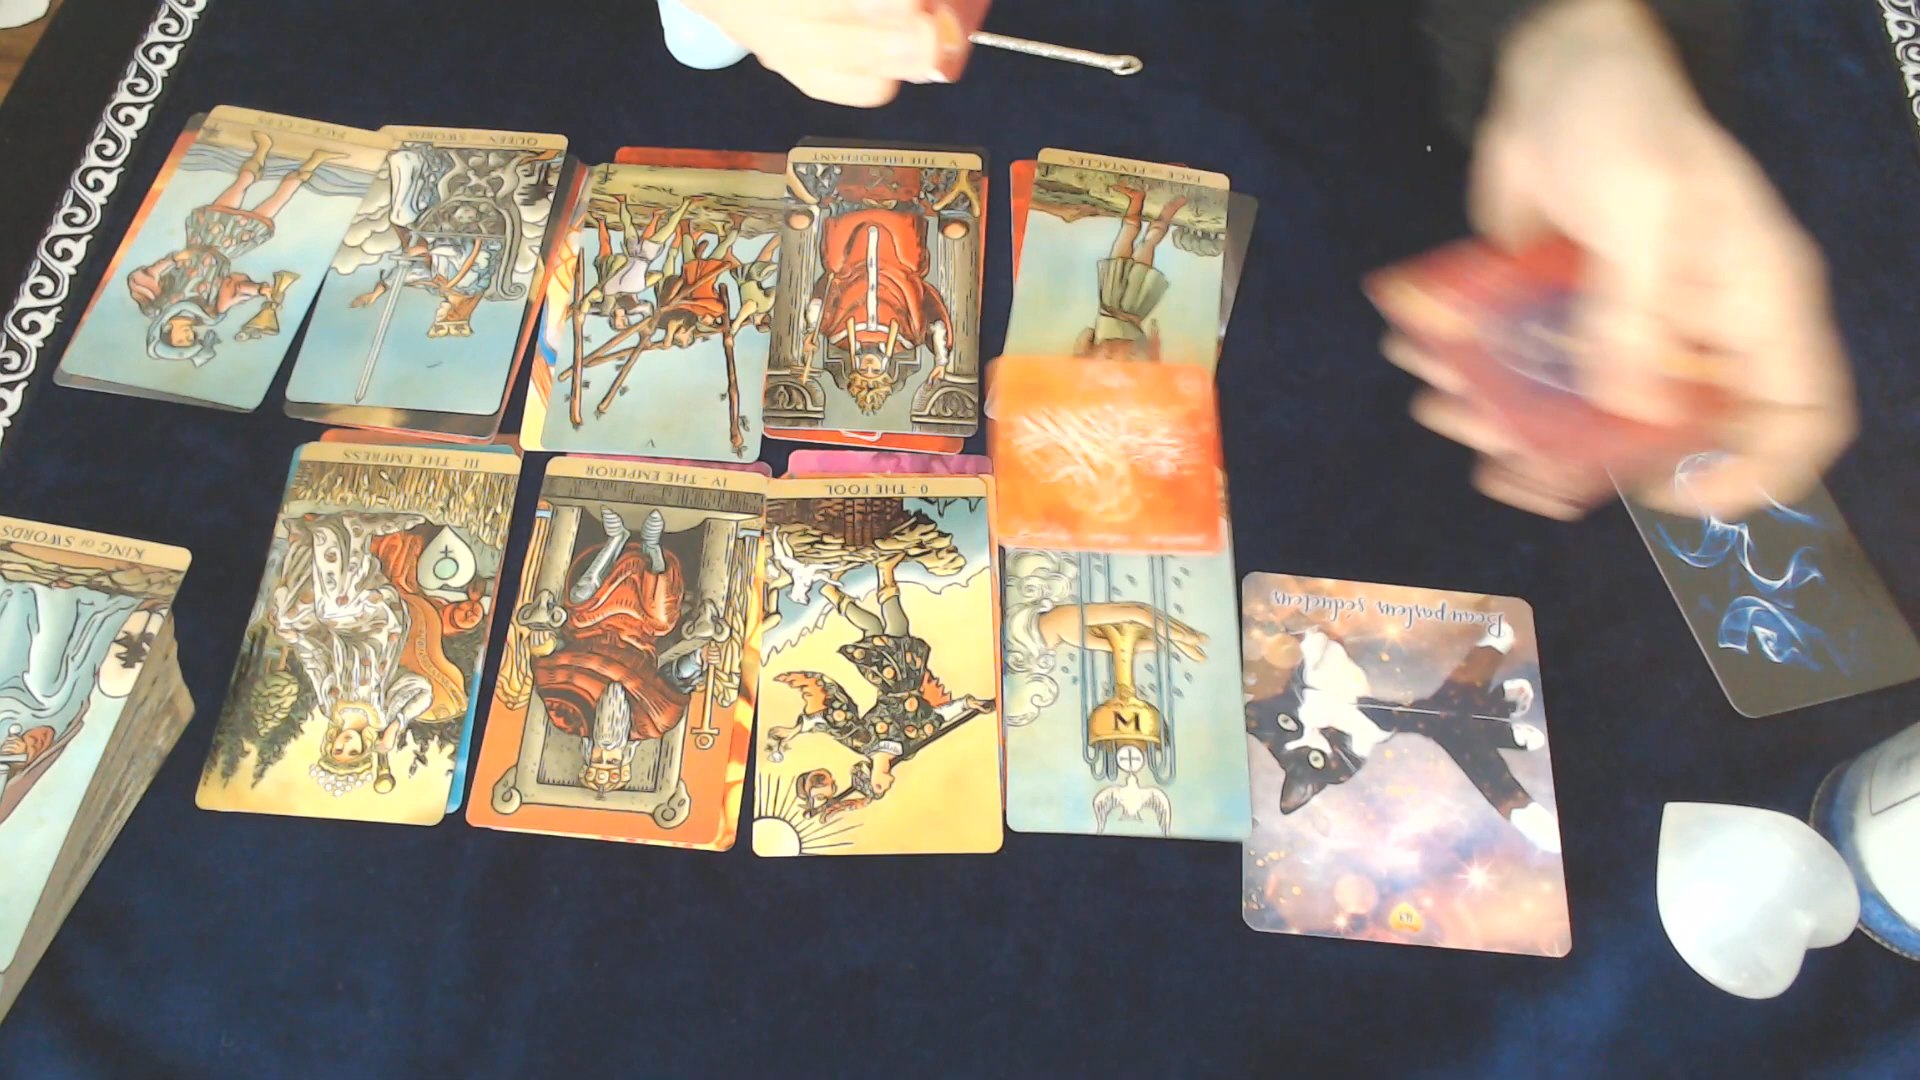 PAGE OF CUPS
QUEEN OF SWORDS
V
V THE HIEROPHANT
PAGE OF PENTACLES
KING OF SWORDS
III - THE EMPRESS
IV - THE EMPEROR
0 - THE FOOL
M
Beau parleur séducteur